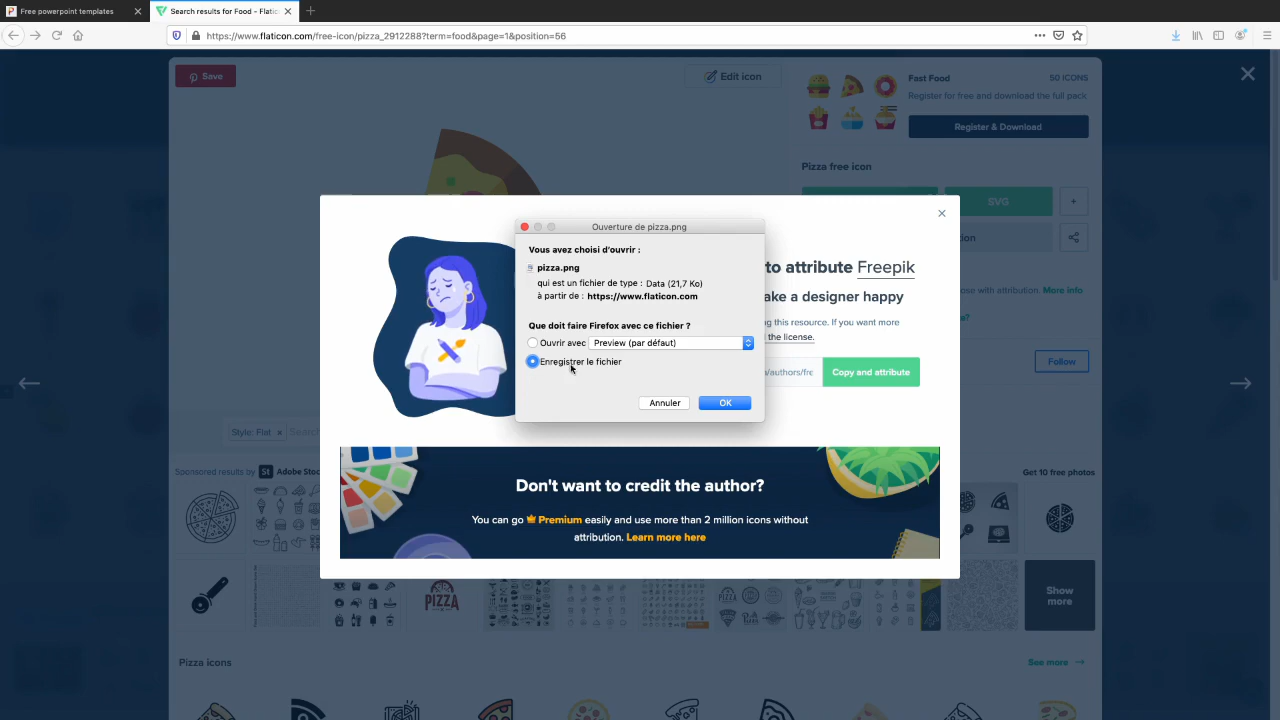 Free powerpoint templates
Search results for Food - Flatic
https://www.flaticon.com/free-icon/pizza_2912288?term=food&page=1&position=56
Save
Edit icon
Fast Food
50 ICONS
Register for free and download the full pack
Register & Download
Pizza free icon
SVG
Ouverture de pizza.png
Vous avez choisi d'ouvrir :
pizza.png
qui est un fichier de type : Data (21,7 Ko)
à partir de : https://www.flaticon.com
Que doit faire Firefox avec ce fichier ?
Ouvrir avec Preview (par défaut)
Enregistrer le fichier
Annuler
OK
to attribute Freepik
ake a designer happy
ng this resource. If you want more
the license.
s/authors/fre
Copy and attribute
ion
ose with attribution. More info
Follow
Style: Flat x
Sponsored results by St Adobe Stoc
Get 10 free photos
Don't want to credit the author?
You can go Premium easily and use more than 2 million icons without
attribution. Learn more here
PIZZA
Show
more
Pizza icons
See more